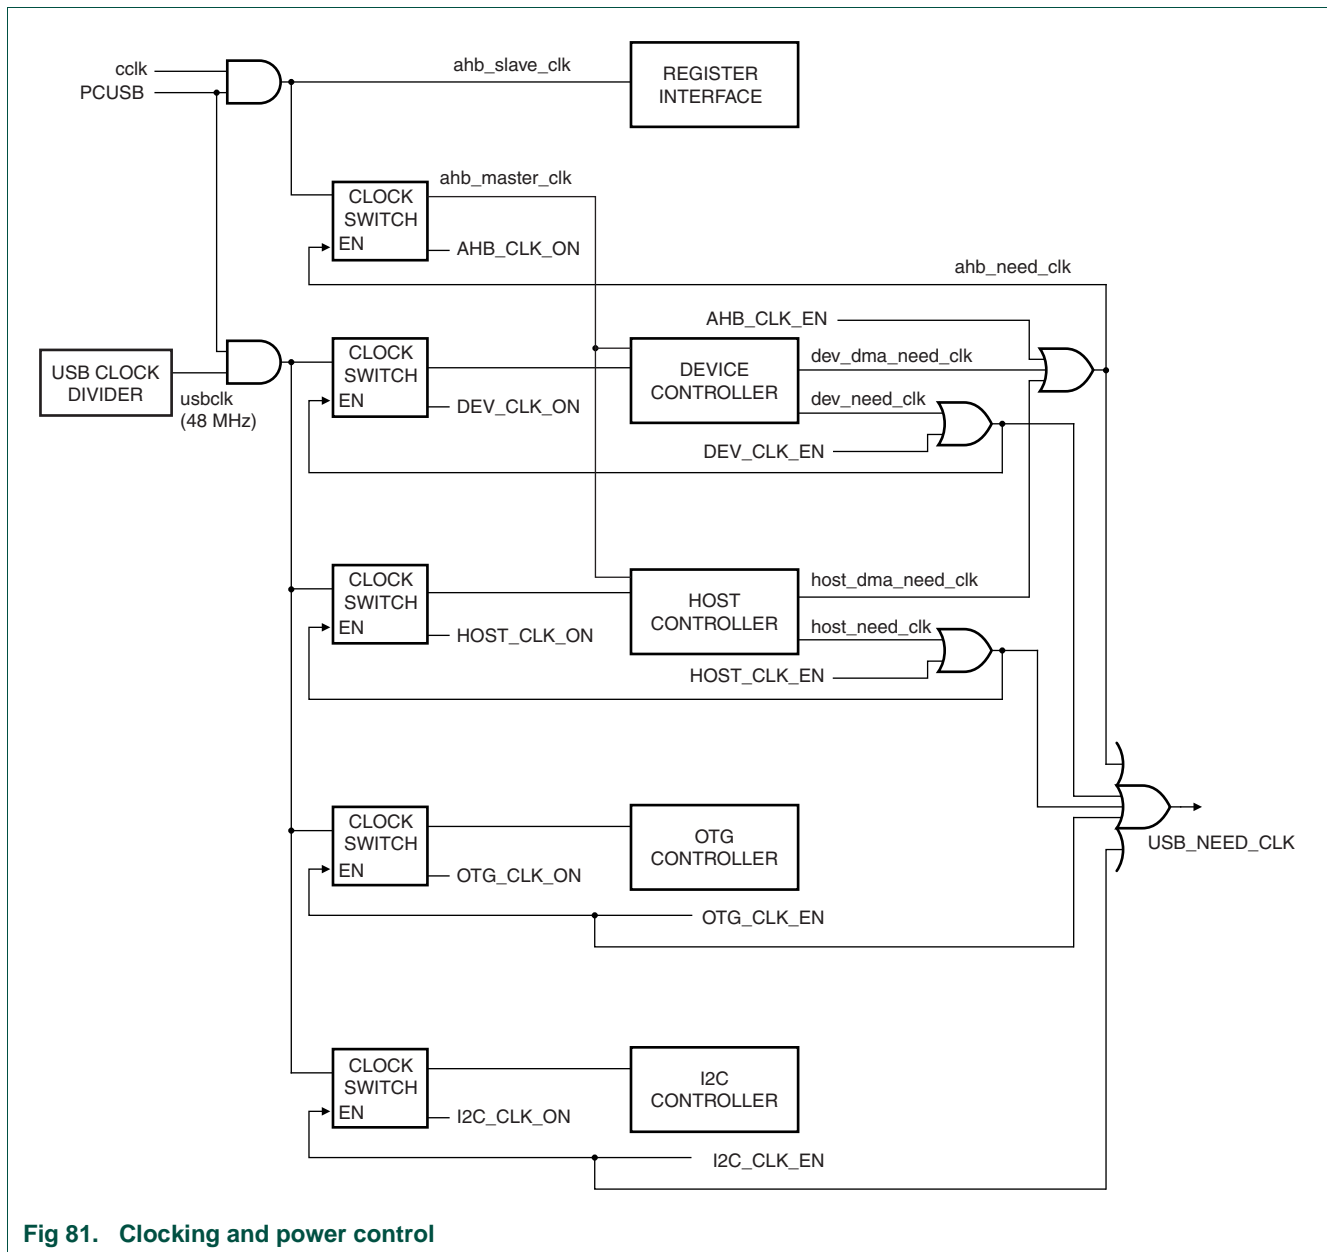 cclk
PCUSB
ahb_slave_clk
REGISTER
INTERFACE
CLOCK
SWITCH
EN
ahb_master_clk
AHB_CLK_ON
ahb_need_clk
AHB_CLK_EN
USB CLOCK
DIVIDER
usbclk
(48 MHz)
CLOCK
SWITCH
EN
DEV_CLK_ON
DEVICE
CONTROLLER
dev_dma_need_clk
dev_need_clk
DEV_CLK_EN
CLOCK
SWITCH
EN
HOST_CLK_ON
HOST
CONTROLLER
host_dma_need_clk
host_need_clk
HOST_CLK_EN
CLOCK
SWITCH
EN
OTG_CLK_ON
OTG
CONTROLLER
USB_NEED_CLK
OTG_CLK_EN
CLOCK
SWITCH
EN
I2C_CLK_ON
I2C
CONTROLLER
I2C_CLK_EN
Fig 81. Clocking and power control